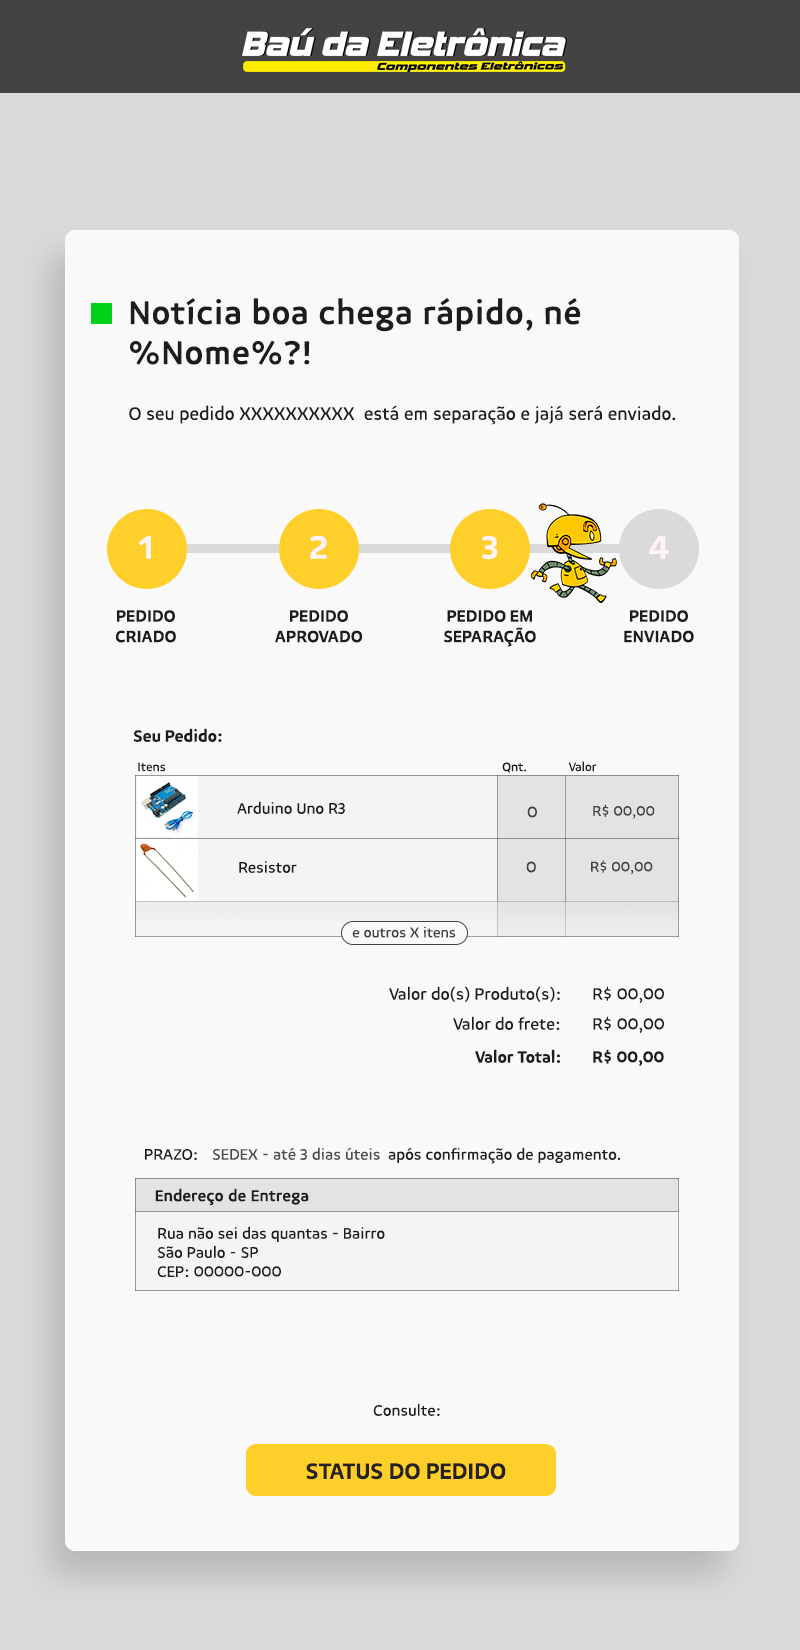 Baú da Eletrônica
Componentes Eletrônicos
Notícia boa chega rápido, né
%Nome%?!
O seu pedido XXXXXXXXXX está em separação e jajá será enviado.
1 2 3 4
PEDIDO CRIADO
PEDIDO APROVADO
PEDIDO EM SEPARAÇÃO
PEDIDO ENVIADO
Seu Pedido:
Itens Qnt. Valor
Arduino Uno R3 0 R$ 00,00
Resistor 0 R$ 00,00
e outros X itens
Valor do(s) Produto(s): R$ 00,00
Valor do frete: R$ 00,00
Valor Total: R$ 00,00
PRAZO: SEDEX - até 3 dias úteis após confirmação de pagamento.
Endereço de Entrega
Rua não sei das quantas - Bairro
São Paulo - SP
CEP: 00000-000
Consulte:
STATUS DO PEDIDO